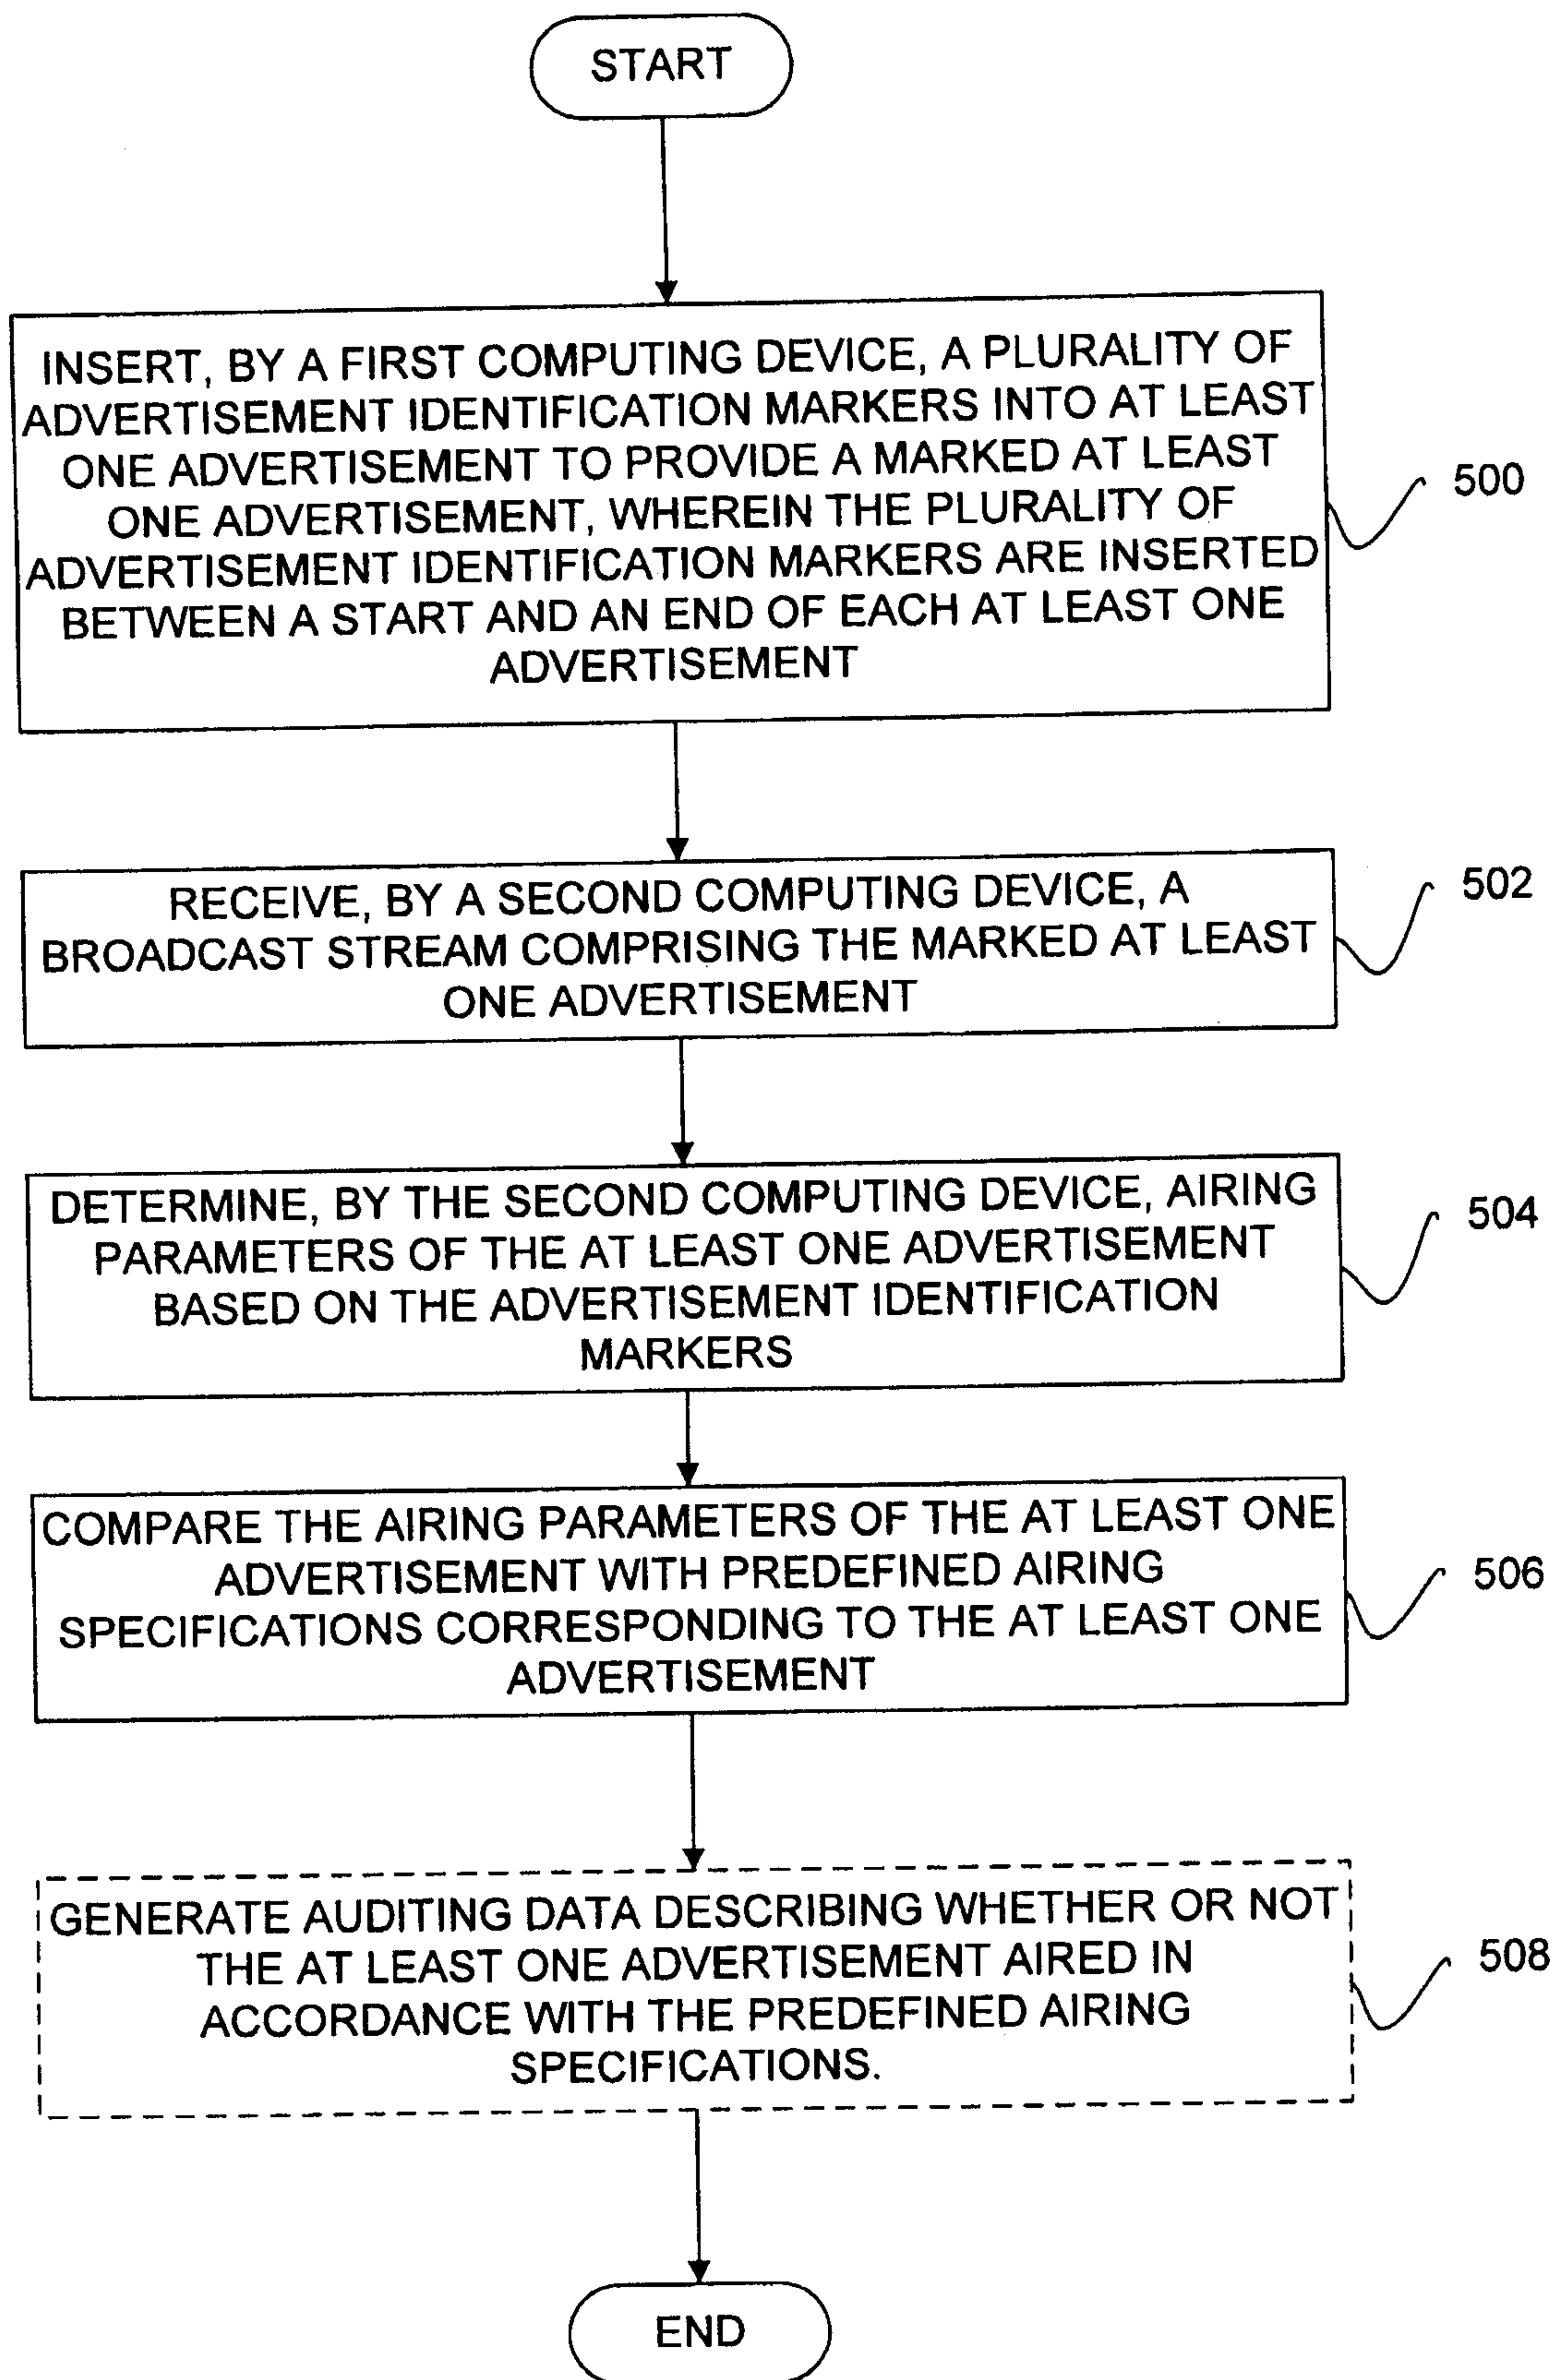 START
INSERT, BY A FIRST COMPUTING DEVICE, A PLURALITY OF
ADVERTISEMENT IDENTIFICATION MARKERS INTO AT LEAST
ONE ADVERTISEMENT TO PROVIDE A MARKED AT LEAST
ONE ADVERTISEMENT, WHEREIN THE PLURALITY OF
ADVERTISEMENT IDENTIFICATION MARKERS ARE INSERTED
BETWEEN A START AND AN END OF EACH AT LEAST ONE
ADVERTISEMENT
500
RECEIVE, BY A SECOND COMPUTING DEVICE, A
BROADCAST STREAM COMPRISING THE MARKED AT LEAST
ONE ADVERTISEMENT
502
DETERMINE, BY THE SECOND COMPUTING DEVICE, AIRING
PARAMETERS OF THE AT LEAST ONE ADVERTISEMENT
BASED ON THE ADVERTISEMENT IDENTIFICATION
MARKERS
504
COMPARE THE AIRING PARAMETERS OF THE AT LEAST ONE
ADVERTISEMENT WITH PREDEFINED AIRING
SPECIFICATIONS CORRESPONDING TO THE AT LEAST ONE
ADVERTISEMENT
506
GENERATE AUDITING DATA DESCRIBING WHETHER OR NOT
THE AT LEAST ONE ADVERTISEMENT AIRED IN
ACCORDANCE WITH THE PREDEFINED AIRING
SPECIFICATIONS.
508
END